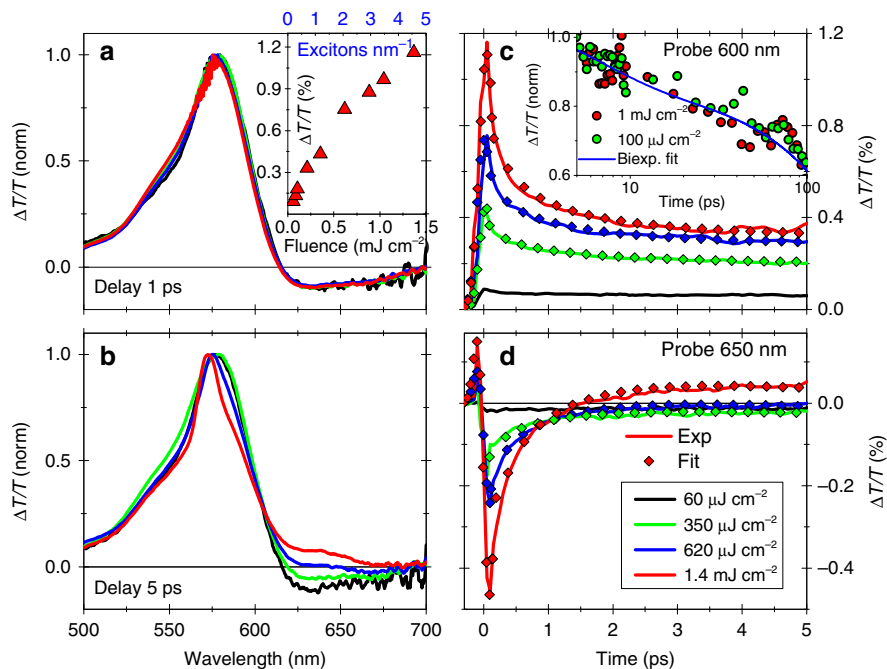 a
Delay 1 ps
ΔT/T (norm)
1.0
0.5
0.0
0 1 2 3 4 5
Excitons nm⁻¹
ΔT/T (%)
1.2
0.9
0.6
0.3
0.0 0.5 1.0 1.5
Fluence (mJ cm⁻²)
b
Delay 5 ps
ΔT/T (norm)
1.0
0.5
0.0
500 550 600 650 700
Wavelength (nm)
c
Probe 600 nm
ΔT/T (norm)
1.0
0.8
0.6
1 mJ cm⁻²
100 μJ cm⁻²
Biexp. fit
10 100
Time (ps)
1.2
0.8
0.4
0.0
ΔT/T (%)
d
Probe 650 nm
0.0
−0.2
−0.4
ΔT/T (%)
Exp
Fit
60 μJ cm⁻²
350 μJ cm⁻²
620 μJ cm⁻²
1.4 mJ cm⁻²
0 1 2 3 4 5
Time (ps)